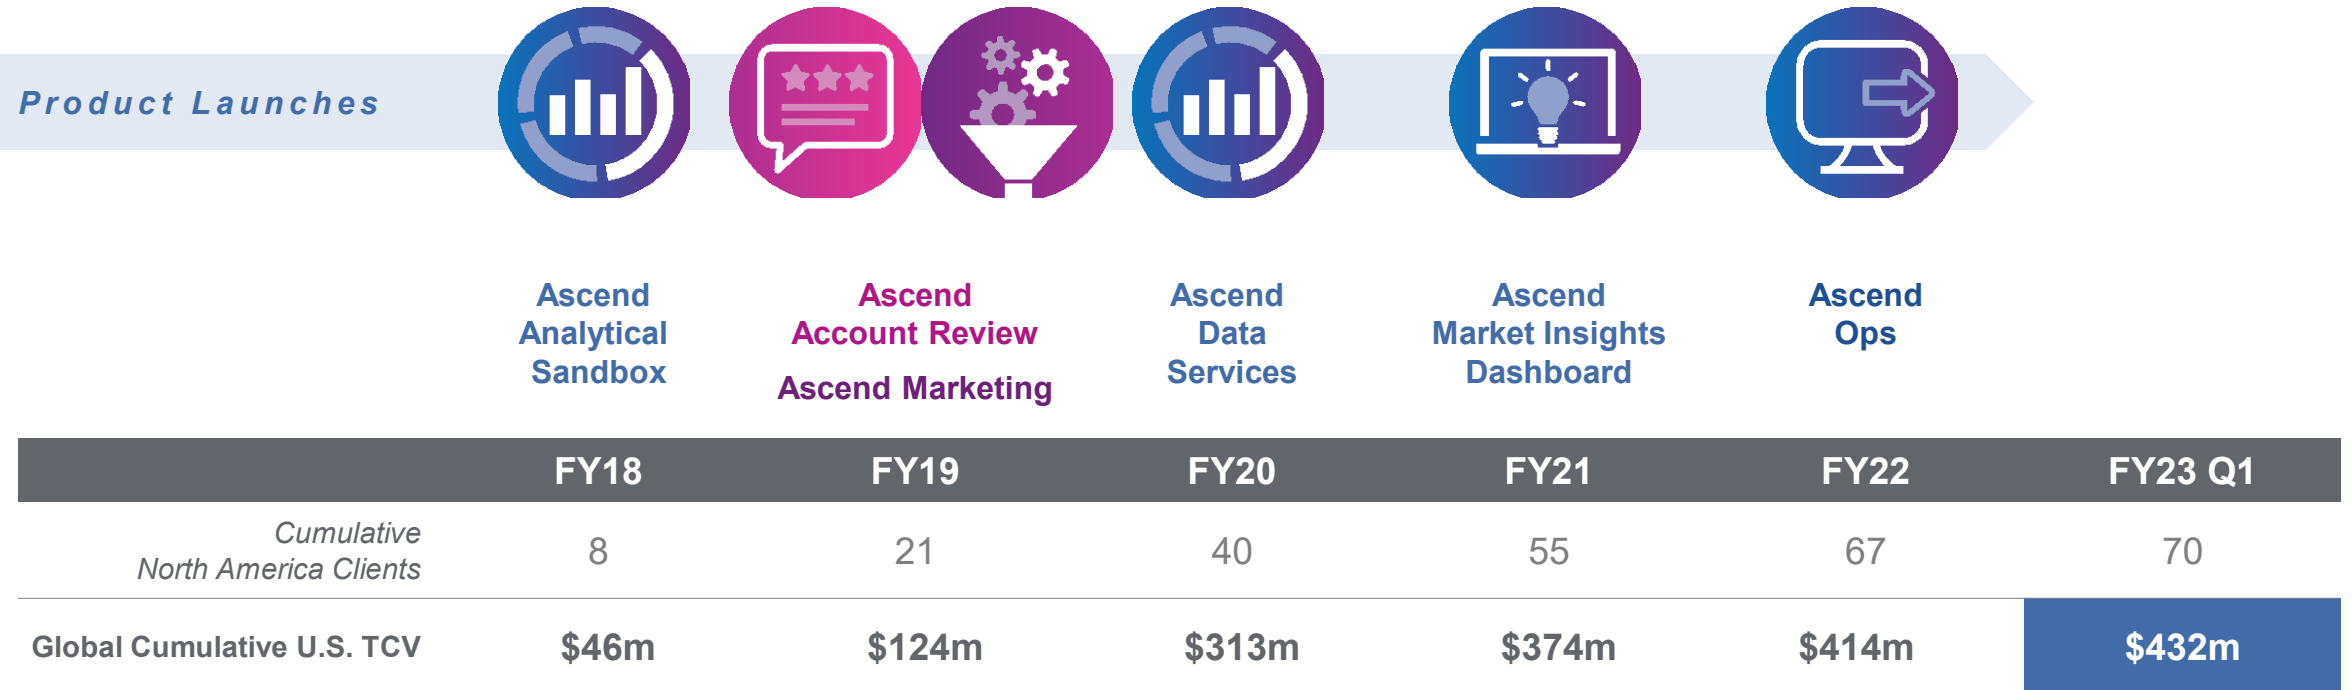 Product Launches
Ascend
Analytical
Sandbox
Ascend
Account Review
Ascend Marketing
Ascend
Data
Services
Ascend
Market Insights
Dashboard
Ascend
Ops
FY18 FY19 FY20 FY21 FY22 FY23 Q1
Cumulative
North America Clients 8 21 40 55 67 70
Global Cumulative U.S. TCV $46m $124m $313m $374m $414m $432m